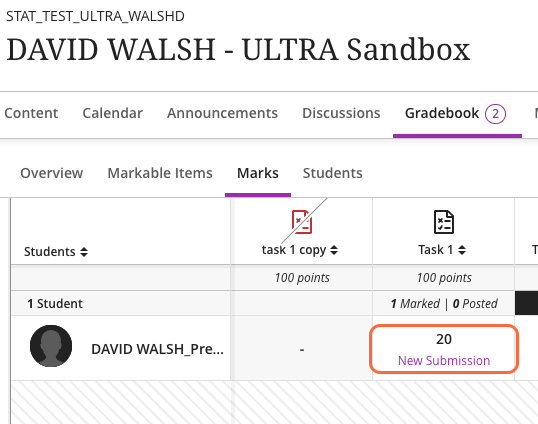 STAT_TEST_ULTRA_WALSHD
DAVID WALSH - ULTRA Sandbox
Content Calendar Announcements Discussions Gradebook 2
Overview Markable Items Marks Students
Students task 1 copy Task 1
100 points 100 points
1 Student 1 Marked | 0 Posted
DAVID WALSH_Pre... - 20
New Submission